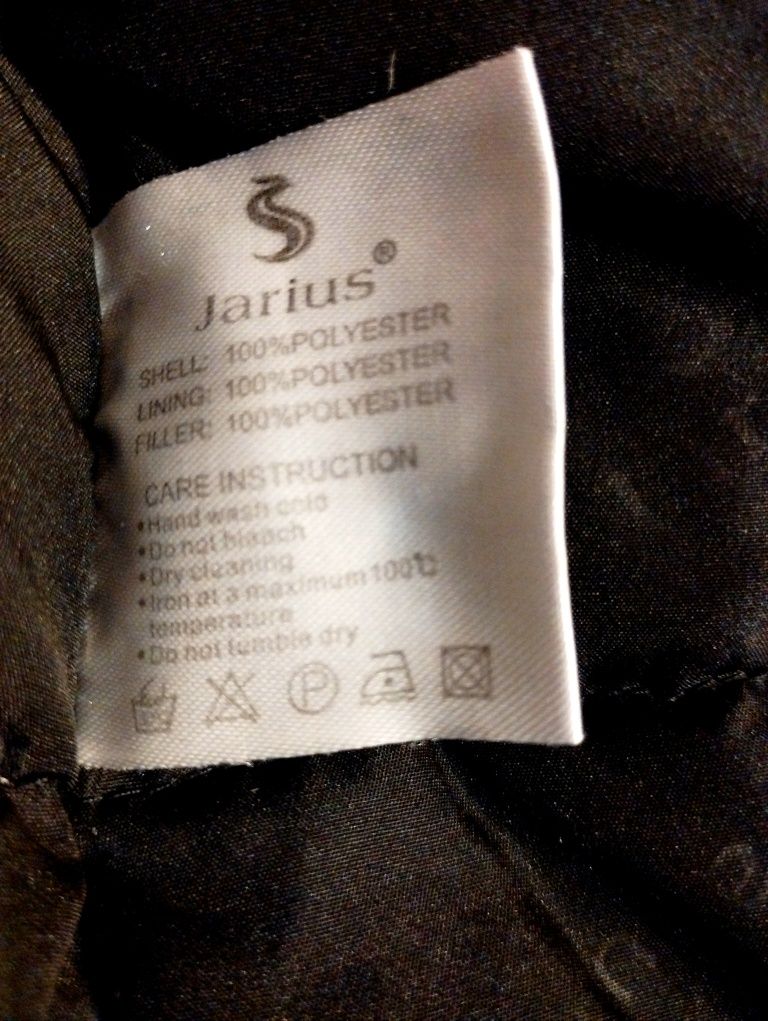 Jarius®
SHELL: 100%POLYESTER
LINING: 100%POLYESTER
FILLER: 100%POLYESTER
CARE INSTRUCTION
•Hand wash cold
•Do not bleach
•Dry cleaning
•Iron at a maximum 100℃
temperature
•Do not tumble dry
P